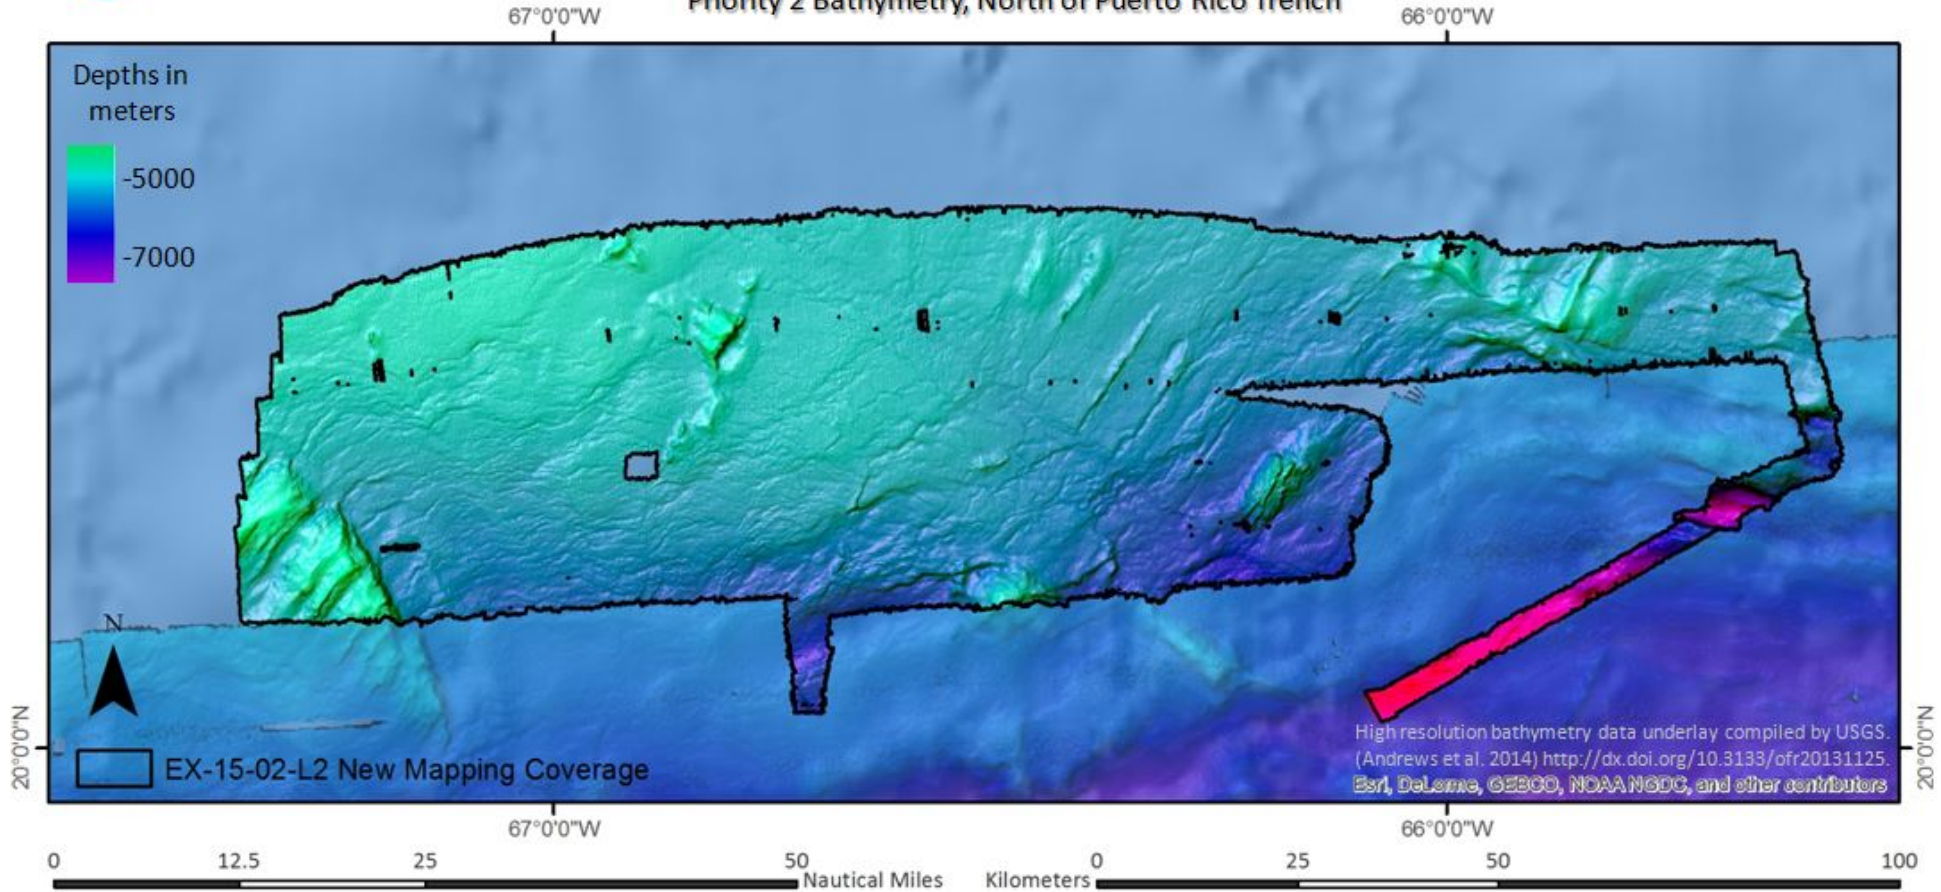 Priority 2 Bathymetry, North of Puerto Rico Trench
67°0'0"W 66°0'0"W
Depths in
meters
-5000
-7000
N
20°0'0"N 20°0'0"N
High resolution bathymetry data underlay compiled by USGS.
(Andrews et al. 2014) http://dx.doi.org/10.3133/ofr20131125.
Esri, DeLorme, GEBCO, NOAA NGDC, and other contributors
EX-15-02-L2 New Mapping Coverage
67°0'0"W 66°0'0"W
0 12.5 25 50 0 25 50 100
Nautical Miles Kilometers